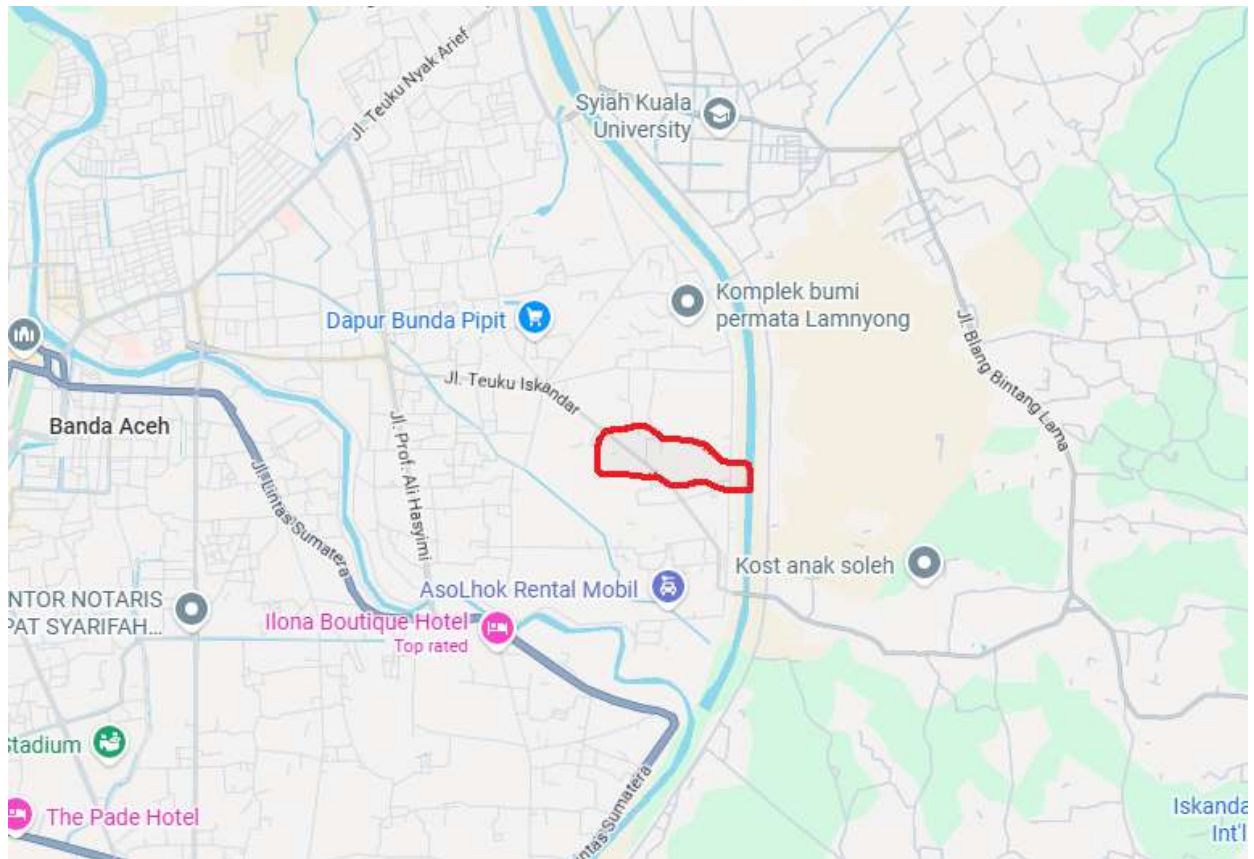 Jl. Teuku Nyak Arief
Syiah Kuala
University
Komplek bumi
permata Lamnyong
Dapur Bunda Pipit
Jl. Blang Bintang Lama
Jl. Teuku Iskandar
Banda Aceh
Jl. Prof. Ali Hasyimi
Jl. Lintas Sumatera
Kost anak soleh
AsoLhok Rental Mobil
NTOR NOTARIS
PAT SYARIFAH...
Ilona Boutique Hotel
Top rated
Stadium
The Pade Hotel
intas Sumatera
Iskanda
Int'l